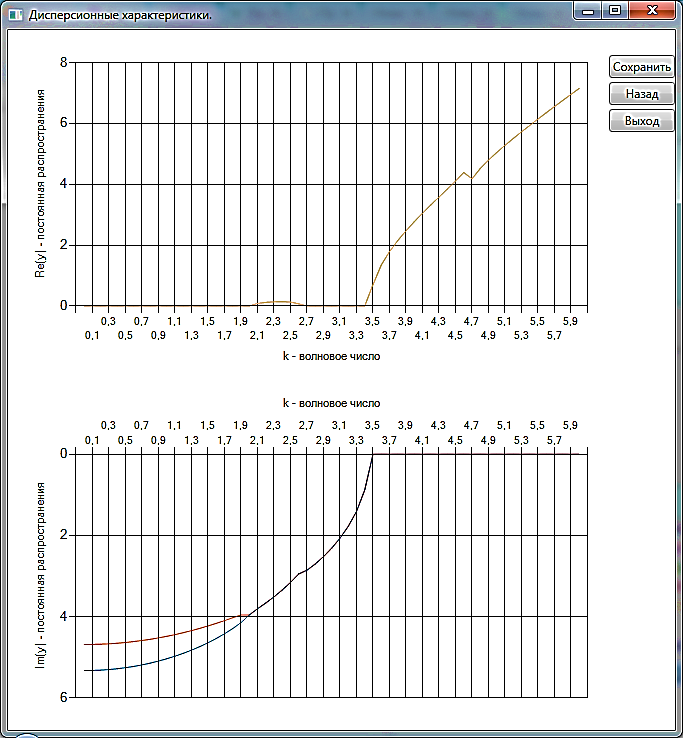 Дисперсионные характеристики.
Сохранить
Назад
Выход
Re(y| - постоянная распространения
8
6
4
2
0
0,3 0,7 1,1 1,5 1,9 2,3 2,7 3,1 3,5 3,9 4,3 4,7 5,1 5,5 5,9
0,1 0,5 0,9 1,3 1,7 2,1 2,5 2,9 3,3 3,7 4,1 4,5 4,9 5,3 5,7
k - волновое число
k - волновое число
0,3 0,7 1,1 1,5 1,9 2,3 2,7 3,1 3,5 3,9 4,3 4,7 5,1 5,5 5,9
0,1 0,5 0,9 1,3 1,7 2,1 2,5 2,9 3,3 3,7 4,1 4,5 4,9 5,3 5,7
Im(y| - постоянная распространения
0
2
4
6